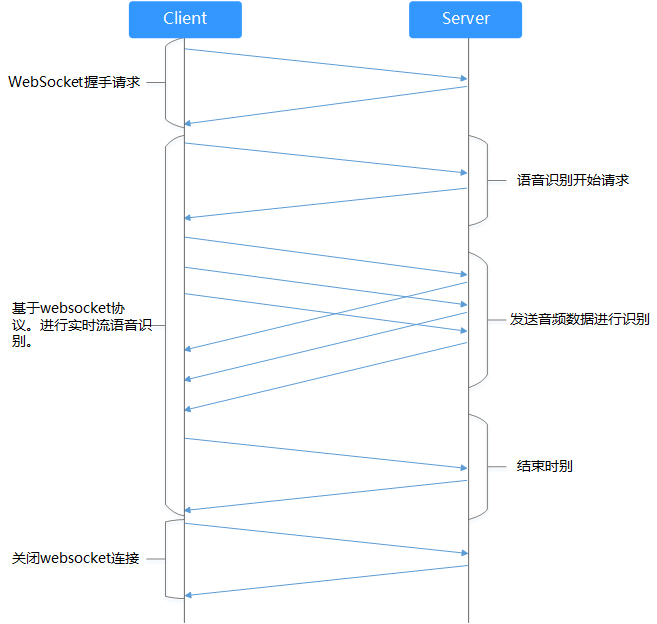 Client
Server
WebSocket握手请求
语音识别开始请求
基于websocket协
议。进行实时流语音识
别。
发送音频数据进行识别
结束时别
关闭websocket连接